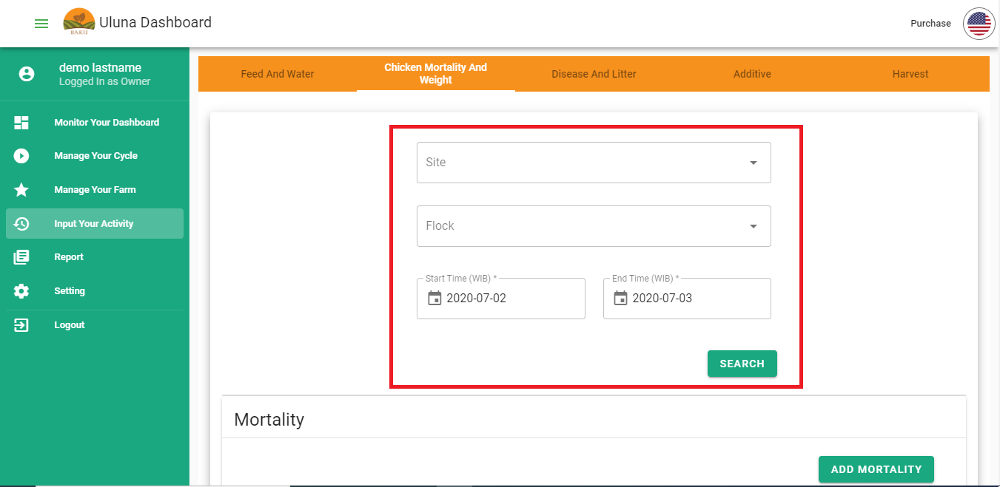 BAKU
Uluna Dashboard
Purchase
demo lastname
Logged In as Owner
Monitor Your Dashboard
Manage Your Cycle
Manage Your Farm
Input Your Activity
Report
Setting
Logout
Feed And Water
Chicken Mortality And
Weight
Disease And Litter
Additive
Harvest
Site
Flock
Start Time (WIB) *
2020-07-02
End Time (WIB) *
2020-07-03
SEARCH
Mortality
ADD MORTALITY